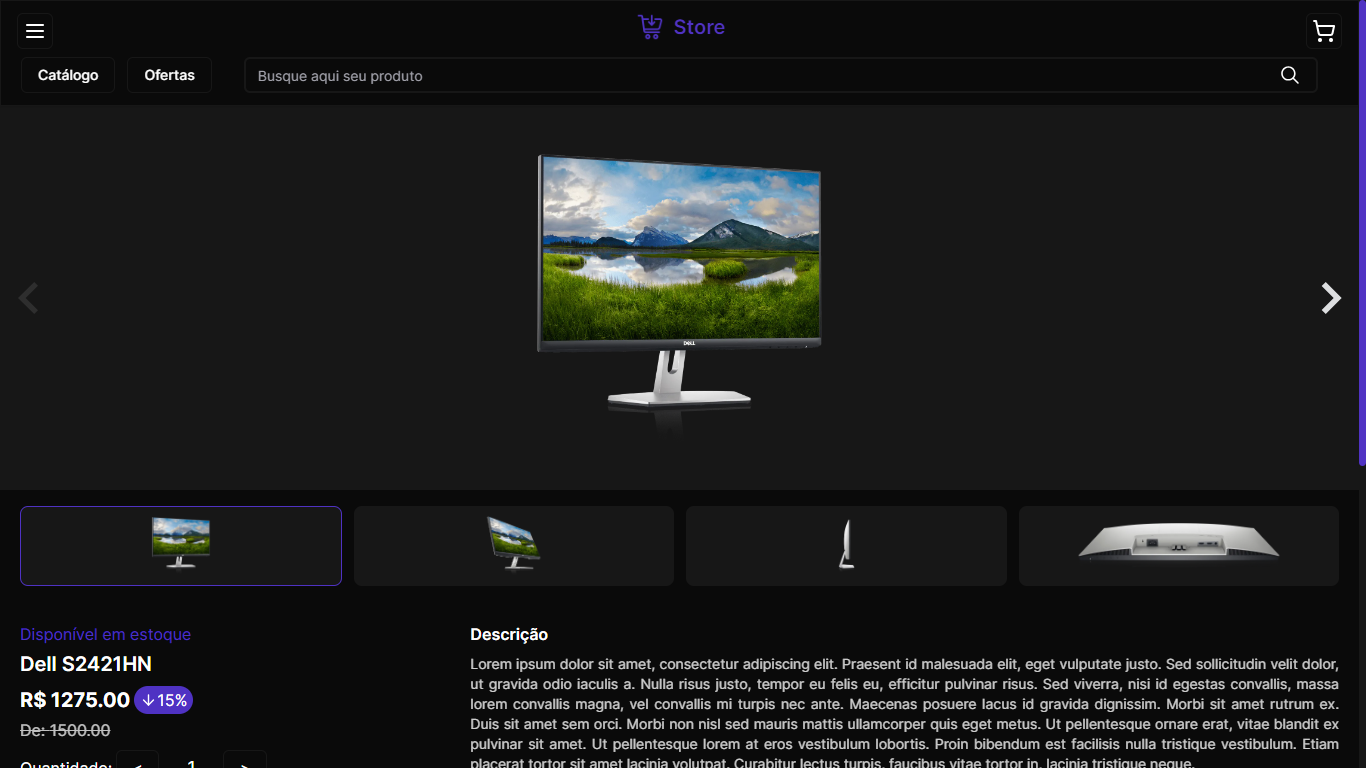 Store
Catálogo
Ofertas
Busque aqui seu produto
DELL
Disponível em estoque
Dell S2421HN
R$ 1275.00 ↓15%
De: 1500.00
Quantidade: < 1 >
Descrição
Lorem ipsum dolor sit amet, consectetur adipiscing elit. Praesent id malesuada elit, eget vulputate justo. Sed sollicitudin velit dolor,
ut gravida odio iaculis a. Nulla risus justo, tempor eu felis eu, efficitur pulvinar risus. Sed viverra, nisi id egestas convallis, massa
lorem convallis magna, vel convallis mi turpis nec ante. Maecenas posuere lacus id gravida dignissim. Morbi sit amet rutrum ex.
Duis sit amet sem orci. Morbi non nisl sed mauris mattis ullamcorper quis eget metus. Ut pellentesque ornare erat, vitae blandit ex
pulvinar sit amet. Ut pellentesque lorem at eros vestibulum lobortis. Proin bibendum est facilisis nulla tristique vestibulum. Etiam
placerat tortor sit amet lacinia volutpat. Curabitur lectus turpis, faucibus vitae tortor in, lacinia tristique neque.